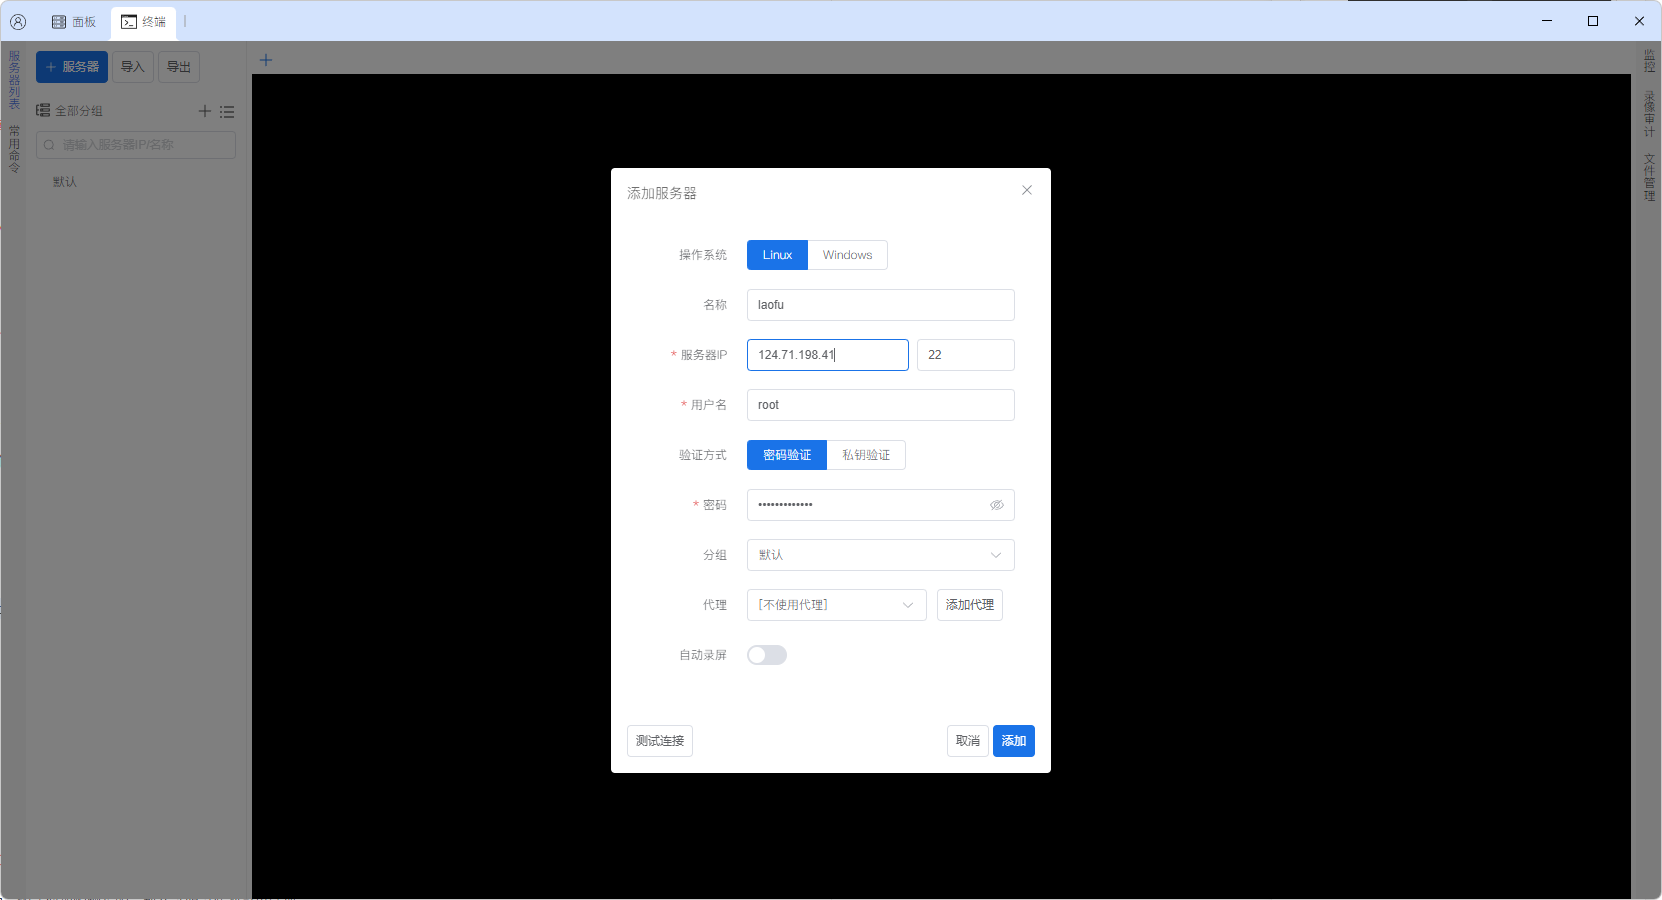 面板
终端
服务器列表
常用命令
+ 服务器
导入
导出
全部分组
请输入服务器IP/名称
默认
监控
录像审计
文件管理
添加服务器
操作系统 Linux Windows
名称 laofu
* 服务器IP 124.71.198.41 22
* 用户名 root
验证方式 密码验证 私钥验证
* 密码 •••••••••••••
分组 默认
代理 [不使用代理] 添加代理
自动录屏
测试连接 取消 添加